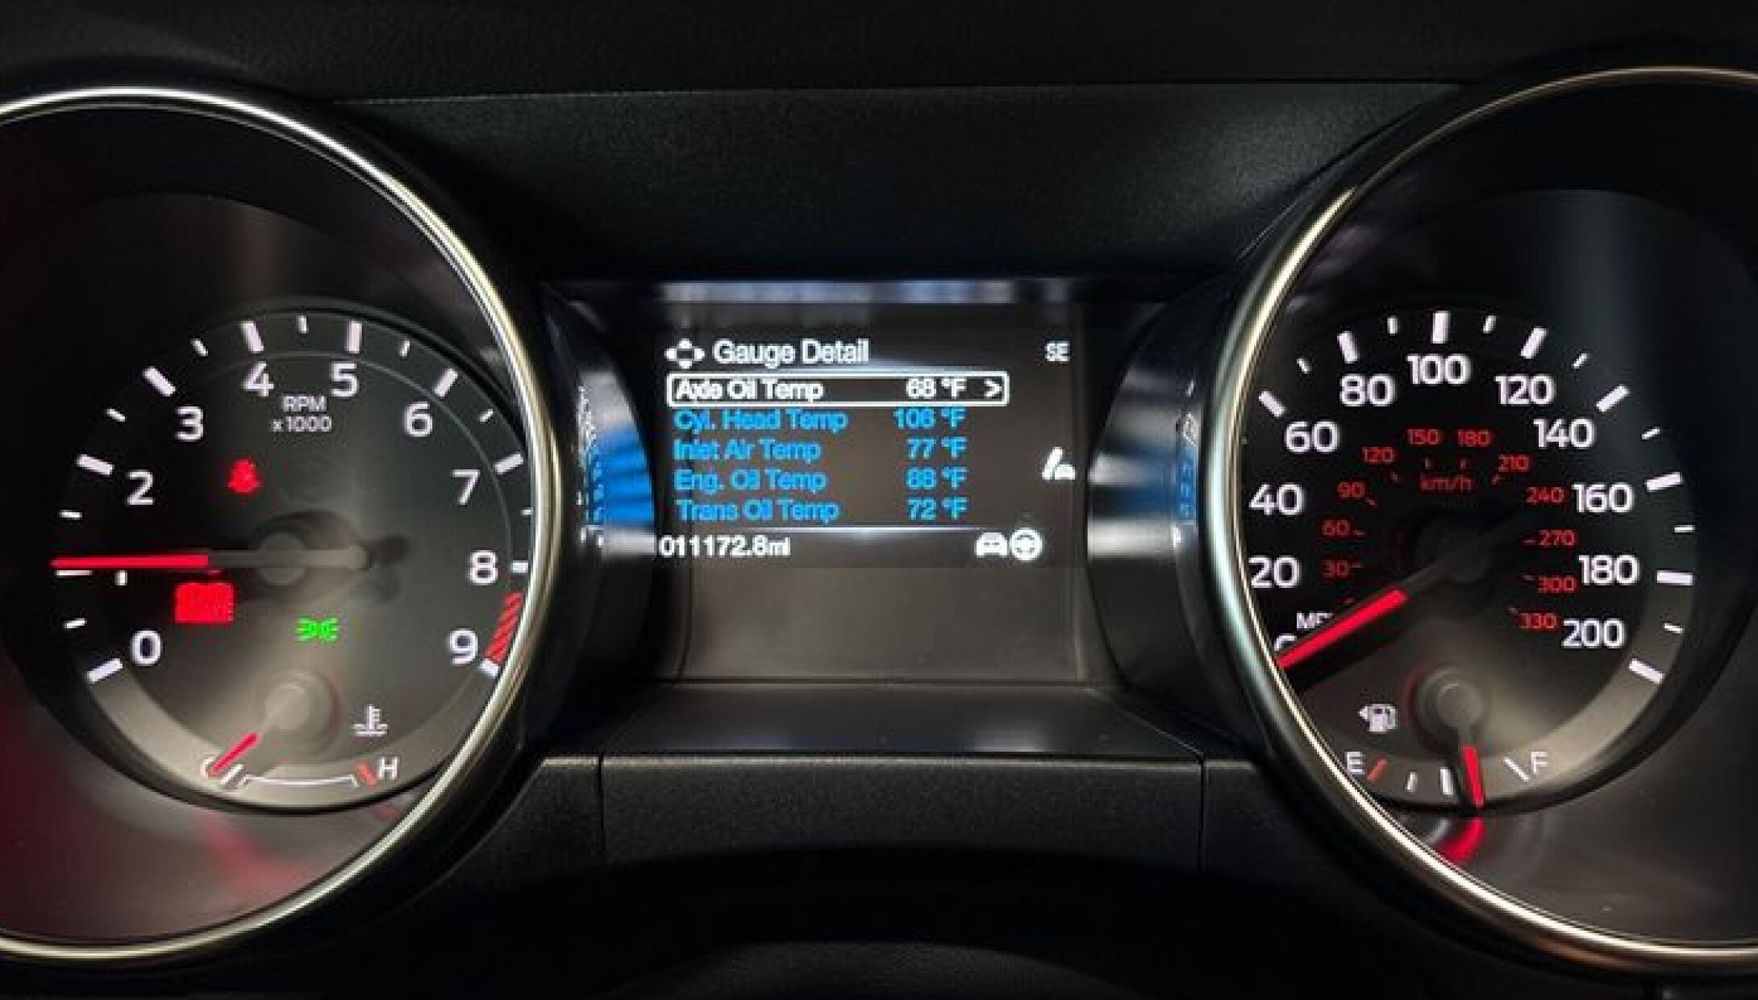 4 5
RPM
x1000
3 6
2 7
8
0 9
H
Gauge Detail SE
Axle Oil Temp 68 °F >
Cyl. Head Temp 106 °F
Inlet Air Temp 77 °F
Eng. Oil Temp 88 °F
Trans Oil Temp 72 °F
011172.8mi
100
80 120
60 140
150 180
120 210
km/h
40 90 240 160
60 270
20 30 300 180
330 200
E F